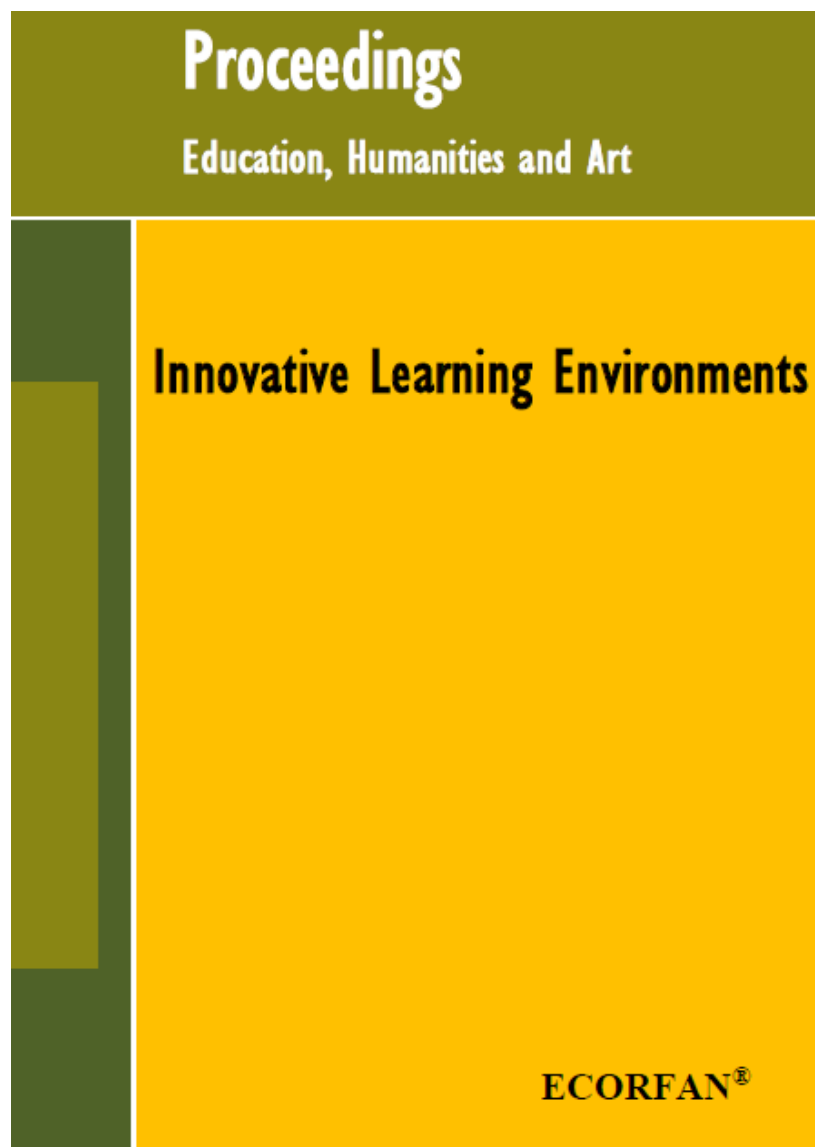 Proceedings
Education, Humanities and Art
Innovative Learning Environments
ECORFAN®